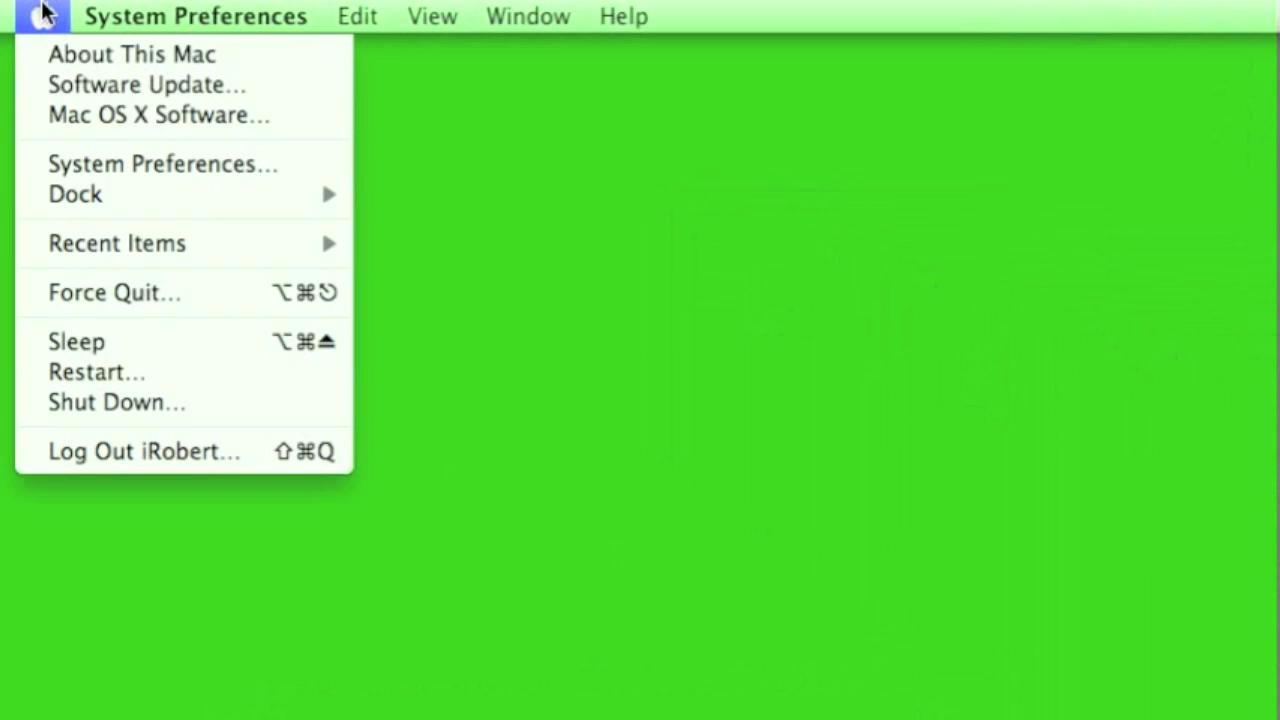 System Preferences Edit View Window Help
About This Mac
Software Update...
Mac OS X Software...
System Preferences...
Dock ▶
Recent Items ▶
Force Quit... ⌥⌘⎋
Sleep ⌥⌘⏏
Restart...
Shut Down...
Log Out iRobert... ⇧⌘Q